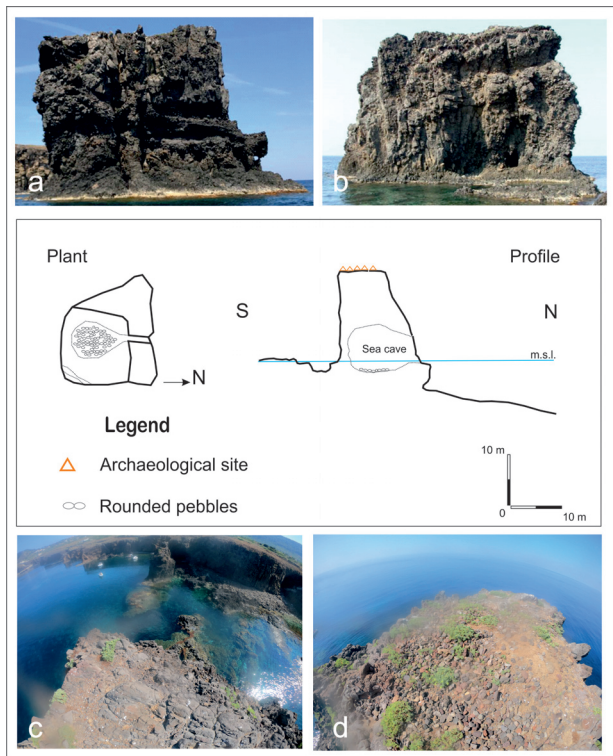 a
b
Plant
Profile
S
N
Sea cave
m.s.l.
N
Legend
Archaeological site
Rounded pebbles
10 m
0
10 m
c
d